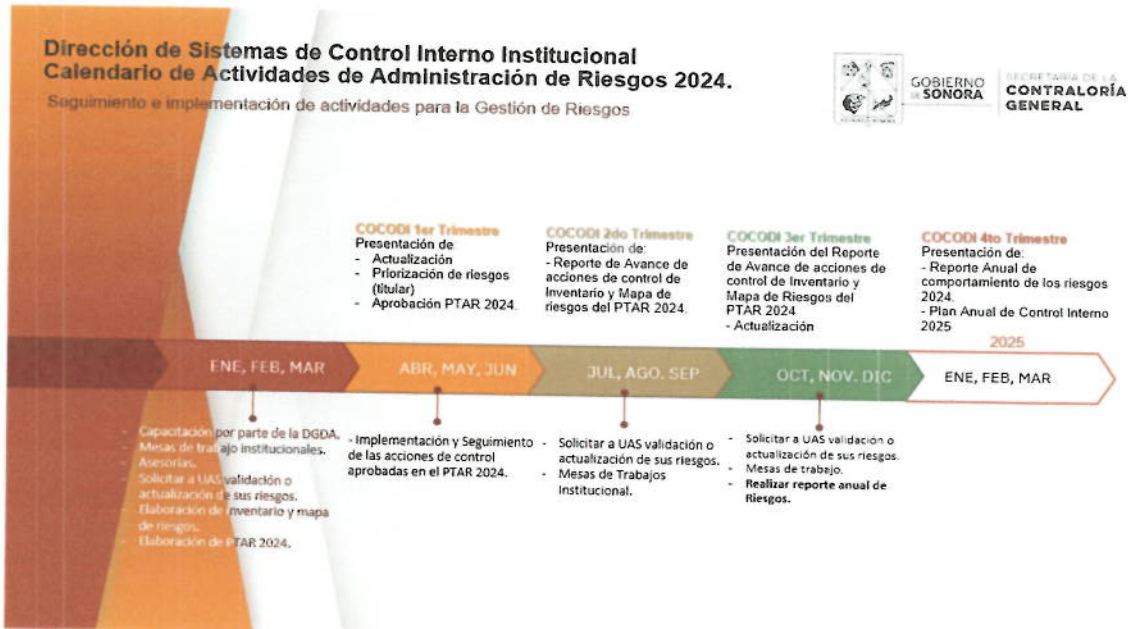 Dirección de Sistemas de Control Interno Institucional
Calendario de Actividades de Administración de Riesgos 2024.
Seguimiento e implementación de actividades para la Gestión de Riesgos
GOBIERNO
DE SONORA
SECRETARÍA DE LA
CONTRALORÍA
GENERAL
COCODI 1er Trimestre
Presentación de
- Actualización
- Priorización de riesgos
(titular)
- Aprobación PTAR 2024.
COCODI 2do Trimestre
Presentación de:
- Reporte de Avance de
acciones de control de
Inventario y Mapa de
riesgos del PTAR 2024.
COCODI 3er Trimestre
Presentación del Reporte
de Avance de acciones de
control de Inventario y
Mapa de Riesgos del
PTAR 2024
- Actualización
COCODI 4to Trimestre
Presentación de:
- Reporte Anual de
comportamiento de los riesgos
2024.
- Plan Anual de Control Interno
2025
2025
ENE, FEB, MAR
ABR, MAY, JUN
JUL, AGO. SEP
OCT, NOV. DIC
ENE, FEB, MAR
- Capacitación por parte de la DGDA.
- Mesas de trabajo institucionales.
- Asesorías.
- Solicitar a UAS validación o
actualización de sus riesgos.
- Elaboración de inventario y mapa
de riesgos.
- Elaboración de PTAR 2024.
- Implementación y Seguimiento
de las acciones de control
aprobadas en el PTAR 2024.
- Solicitar a UAS validación o
actualización de sus riesgos.
- Mesas de Trabajos
Institucional.
- Solicitar a UAS validación o
actualización de sus riesgos.
- Mesas de trabajo.
- Realizar reporte anual de
Riesgos.